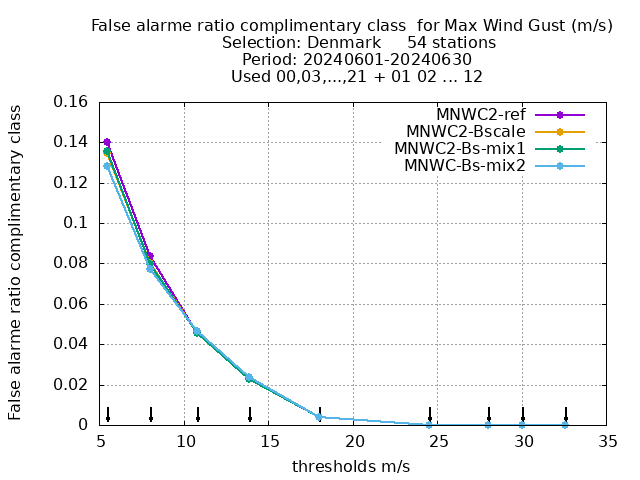 False alarme ratio complimentary class  for Max Wind Gust (m/s)
Selection: Denmark     54 stations
Period: 20240601-20240630
Used 00,03,...,21 + 01 02 ... 12
False alarme ratio complimentary class
0.16
0.14
0.12
0.1
0.08
0.06
0.04
0.02
0
MNWC2-ref
MNWC2-Bscale
MNWC2-Bs-mix1
MNWC-Bs-mix2
5 10 15 20 25 30 35
thresholds m/s